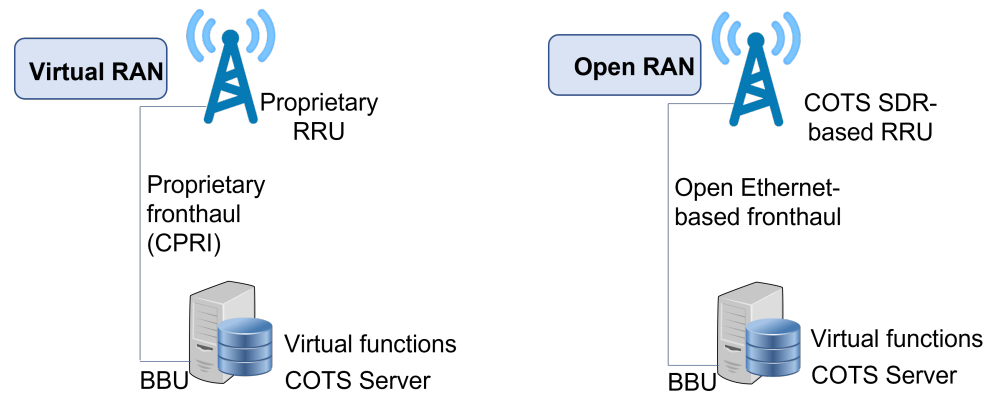 Virtual RAN
Proprietary
RRU
Proprietary
fronthaul
(CPRI)
Virtual functions
BBU
COTS Server
Open RAN
COTS SDR-
based RRU
Open Ethernet-
based fronthaul
Virtual functions
BBU
COTS Server